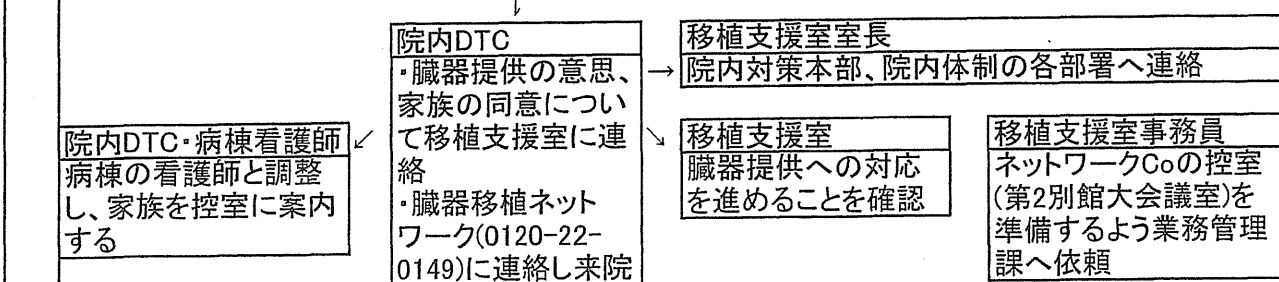 院内DTC
・臓器提供の意思、
家族の同意につい
て移植支援室に連
絡
・臓器移植ネット
ワーク(0120-22-
0149)に連絡し来院
移植支援室室長
院内対策本部、院内体制の各部署へ連絡
院内DTC・病棟看護師
病棟の看護師と調整
し、家族を控室に案内
する
移植支援室
臓器提供への対応
を進めることを確認
移植支援室事務員
ネットワークCoの控室
(第2別館大会議室)を
準備するよう業務管理
課へ依頼